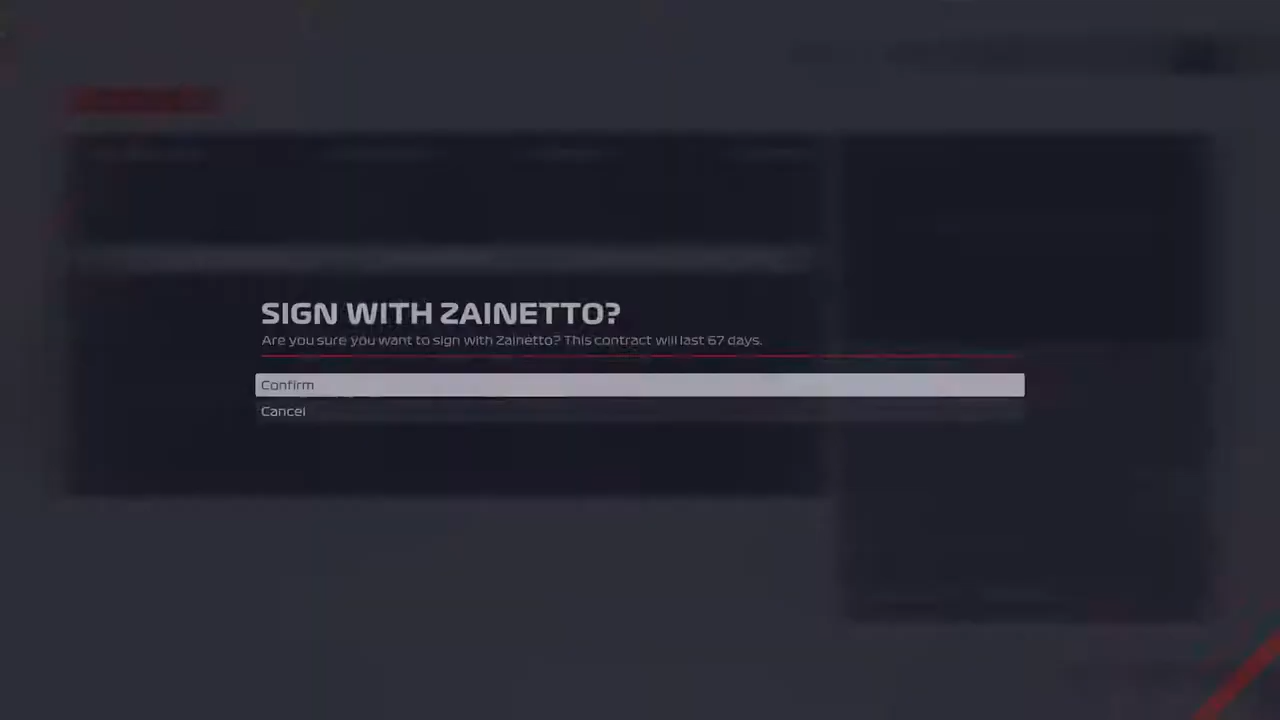 SIGN WITH ZAINETTO?
Are you sure you want to sign with Zainetto? This contract will last 67 days.
Confirm
Cancel